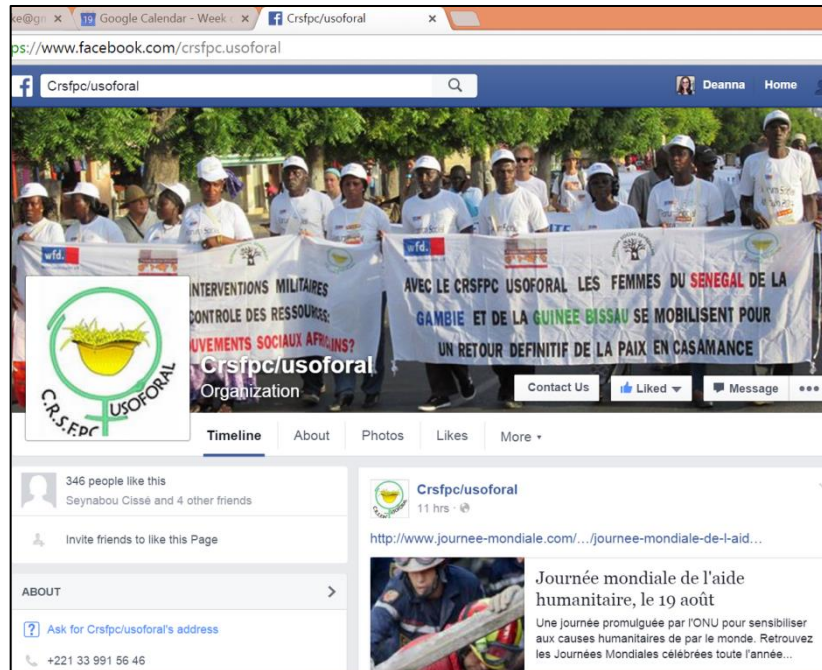 Google Calendar - Week
Crsfpc/usoforal
ps://www.facebook.com/crsfpc.usoforal
Crsfpc/usoforal
Deanna Home
wfd.
wfd.
INTERVENTIONS MILITAIRES
CONTROLE DES RESSOURCES:
UVEMENTS SOCIAUX AFRICAINS?
AVEC LE CRSFPC USOFORAL LES FEMMES DU SENEGAL DE LA
GAMBIE ET DE LA GUINEE BISSAU SE MOBILISENT POUR
UN RETOUR DEFINITIF DE LA PAIX EN CASAMANCE
C.R.S.F.PC USOFORAL
Crsfpc/usoforal
Organization
Contact Us
Liked
Message
Timeline About Photos Likes More
346 people like this
Seynabou Cissé and 4 other friends
Invite friends to like this Page
ABOUT
Ask for Crsfpc/usoforal's address
+221 33 991 56 46
Crsfpc/usoforal
11 hrs
http://www.journee-mondiale.com/.../journee-mondiale-de-l-aid...
Journée mondiale de l'aide
humanitaire, le 19 août
Une journée promulguée par l'ONU pour sensibiliser
aux causes humanitaires de par le monde. Retrouvez
les Journées Mondiales célébrées toute l'année...